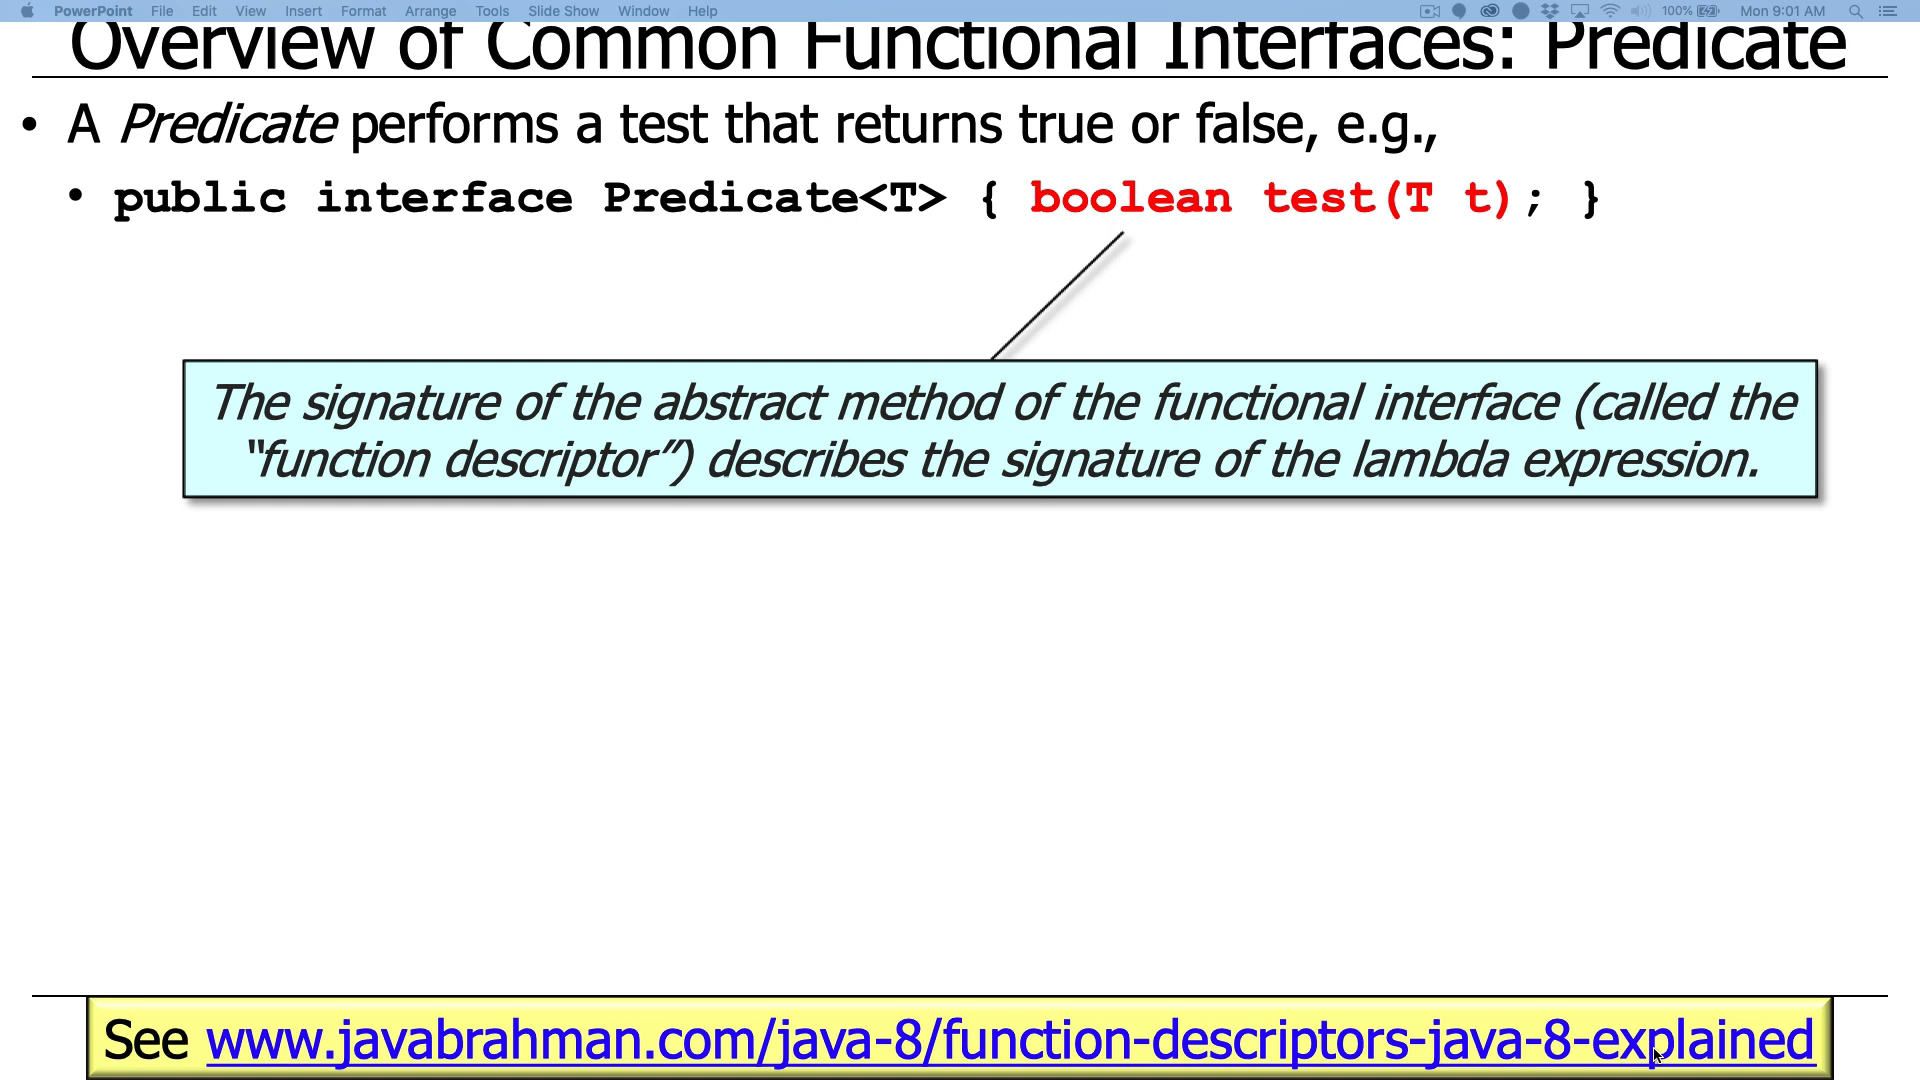 PowerPoint File Edit View Insert Format Arrange Tools Slide Show Window Help 100% Mon 9:01 AM
Overview of Common Functional Interfaces: Predicate
• A Predicate performs a test that returns true or false, e.g.,
• public interface Predicate<T> { boolean test(T t); }
The signature of the abstract method of the functional interface (called the
“function descriptor”) describes the signature of the lambda expression.
See www.javabrahman.com/java-8/function-descriptors-java-8-explained